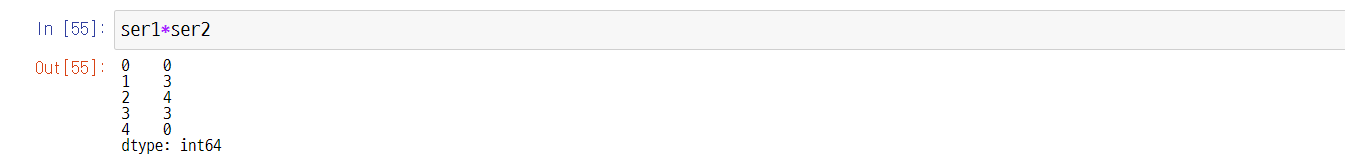 In [55]: ser1*ser2
Out[55]: 0    0
1    3
2    4
3    3
4    0
dtype: int64